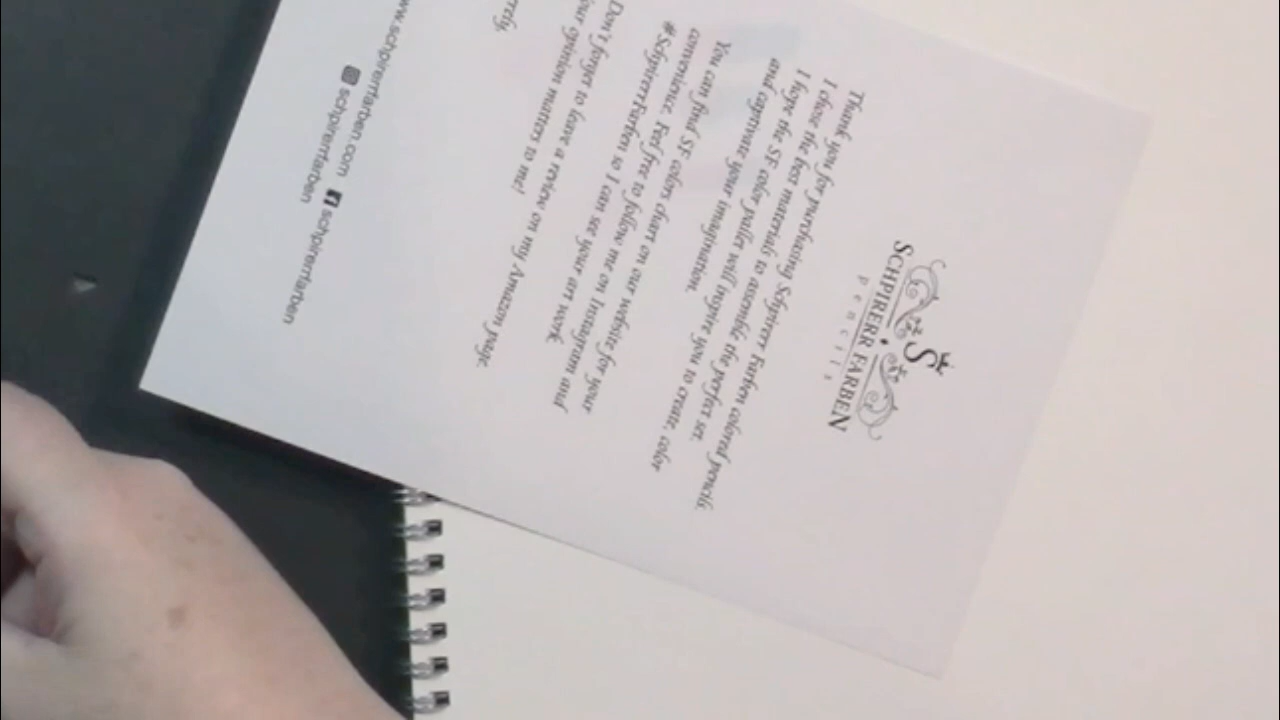 S
SCHPIRERR FARBEN
pencils
Thank you for purchasing Schpirerr Farben colored pencils.
I chose the best materials to assemble the perfect set.
I hope the SF color pallet will inspire you to create, color
and captivate your imagination.
You can find SF colors chart on our website for your
convenience. Feel free to follow me on Instagram and
#SchpirerrFarben so I can see your art work.
Don't forget to leave a review on my Amazon page.
our opinion matters to me!
erely,
ww.schpirerrfarben.com schpirerrfarben
schpirerrfarben